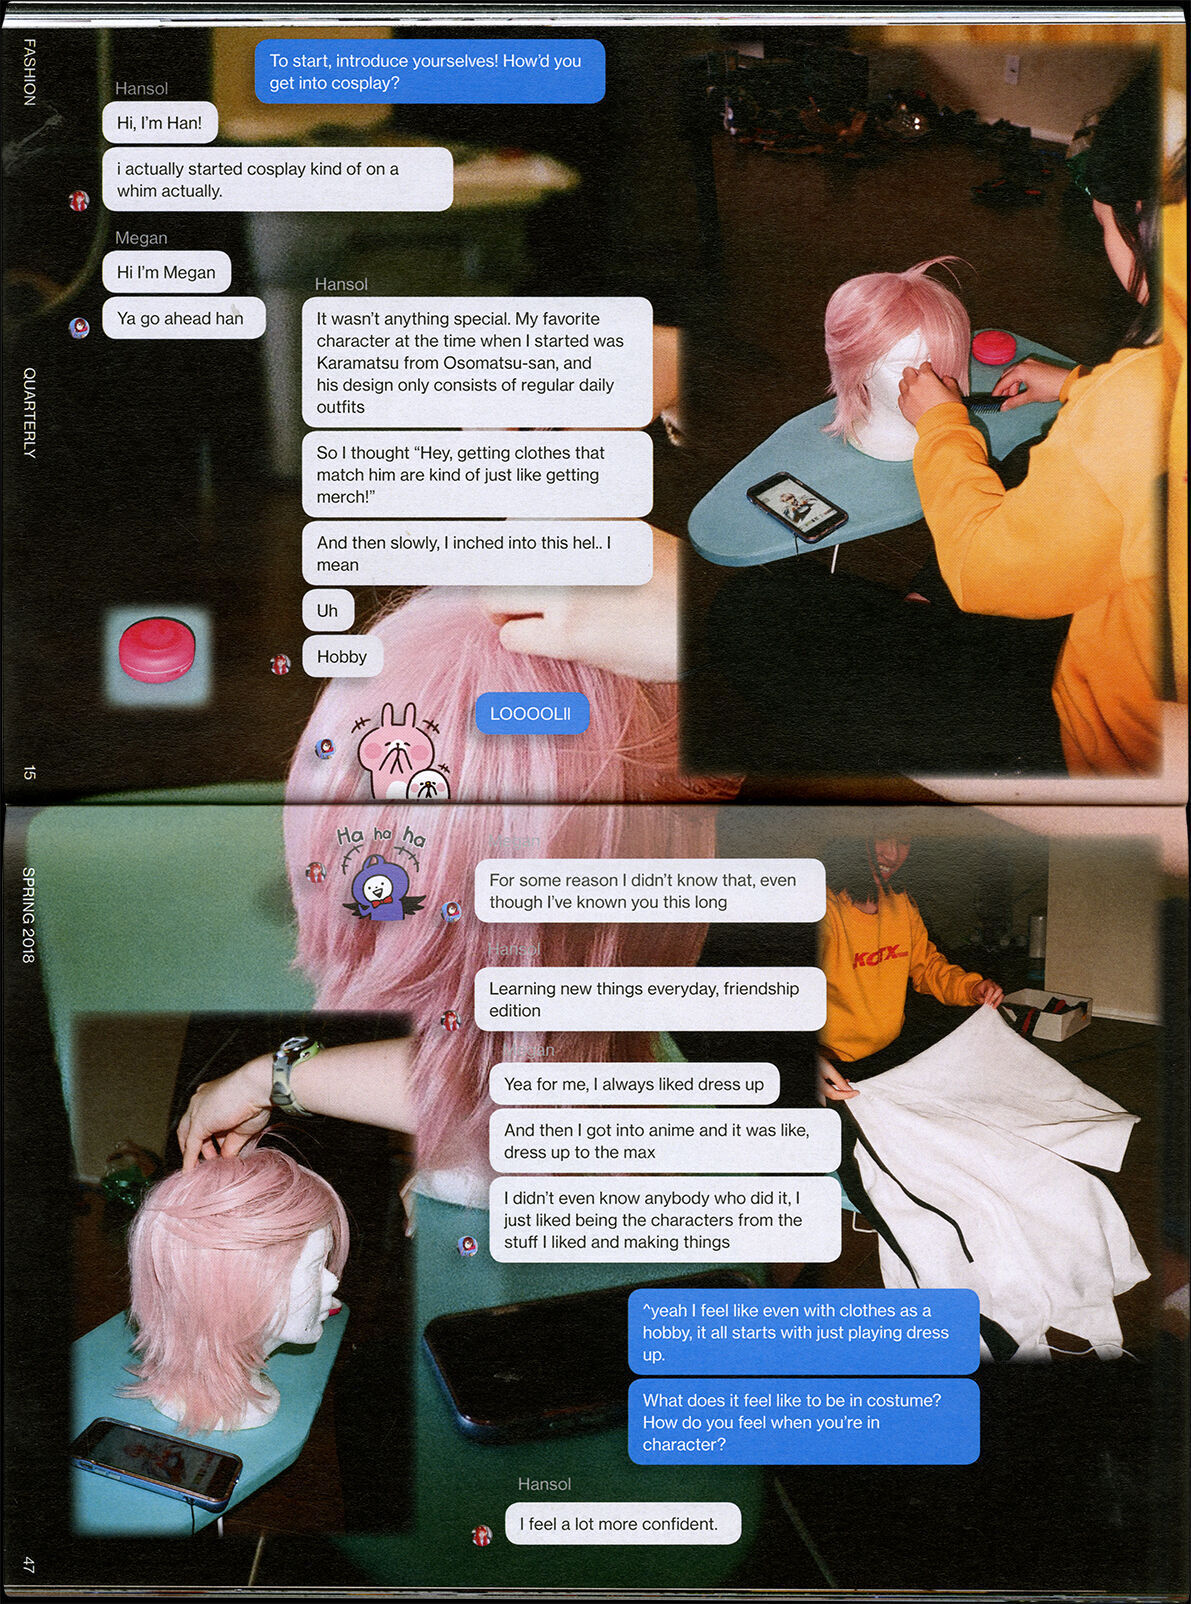 FASHION
QUARTERLY
15
To start, introduce yourselves! How'd you
get into cosplay?
Hansol
Hi, I'm Han!
i actually started cosplay kind of on a
whim actually.
Megan
Hi I'm Megan
Ya go ahead han
Hansol
It wasn't anything special. My favorite
character at the time when I started was
Karamatsu from Osomatsu-san, and
his design only consists of regular daily
outfits
So I thought “Hey, getting clothes that
match him are kind of just like getting
merch!”
And then slowly, I inched into this hel.. I
mean
Uh
Hobby
LOOOOLII
SPRING 2018
47
Ha ha ha
Megan
For some reason I didn't know that, even
though I've known you this long
Hansol
Learning new things everyday, friendship
edition
Megan
Yea for me, I always liked dress up
And then I got into anime and it was like,
dress up to the max
I didn't even know anybody who did it, I
just liked being the characters from the
stuff I liked and making things
^yeah I feel like even with clothes as a
hobby, it all starts with just playing dress
up.
What does it feel like to be in costume?
How do you feel when you're in
character?
Hansol
I feel a lot more confident.